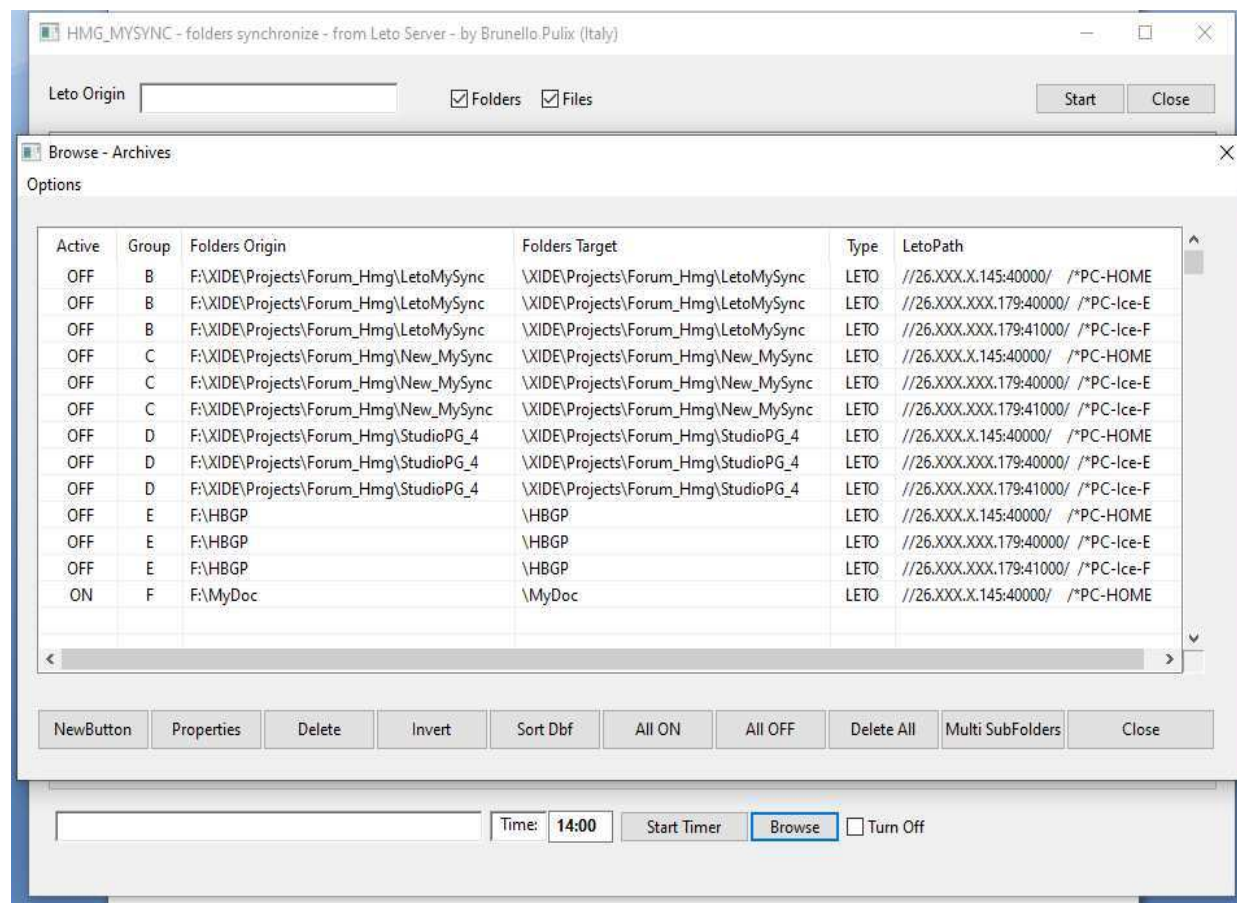 HMG_MYSYNC - folders synchronize - from Leto Server - by Brunello Pulix (Italy)
Leto Origin Folders Files Start Close
Browse - Archives
Options
Active Group Folders Origin Folders Target Type LetoPath
OFF B F:\XIDE\Projects\Forum_Hmg\LetoMySync \XIDE\Projects\Forum_Hmg\LetoMySync LETO //26.XXX.X.145:40000/ /*PC-HOME
OFF B F:\XIDE\Projects\Forum_Hmg\LetoMySync \XIDE\Projects\Forum_Hmg\LetoMySync LETO //26.XXX.XXX.179:40000/ /*PC-Ice-E
OFF B F:\XIDE\Projects\Forum_Hmg\LetoMySync \XIDE\Projects\Forum_Hmg\LetoMySync LETO //26.XXX.XXX.179:41000/ /*PC-Ice-F
OFF C F:\XIDE\Projects\Forum_Hmg\New_MySync \XIDE\Projects\Forum_Hmg\New_MySync LETO //26.XXX.X.145:40000/ /*PC-HOME
OFF C F:\XIDE\Projects\Forum_Hmg\New_MySync \XIDE\Projects\Forum_Hmg\New_MySync LETO //26.XXX.XXX.179:40000/ /*PC-Ice-E
OFF C F:\XIDE\Projects\Forum_Hmg\New_MySync \XIDE\Projects\Forum_Hmg\New_MySync LETO //26.XXX.XXX.179:41000/ /*PC-Ice-F
OFF D F:\XIDE\Projects\Forum_Hmg\StudioPG_4 \XIDE\Projects\Forum_Hmg\StudioPG_4 LETO //26.XXX.X.145:40000/ /*PC-HOME
OFF D F:\XIDE\Projects\Forum_Hmg\StudioPG_4 \XIDE\Projects\Forum_Hmg\StudioPG_4 LETO //26.XXX.XXX.179:40000/ /*PC-Ice-E
OFF D F:\XIDE\Projects\Forum_Hmg\StudioPG_4 \XIDE\Projects\Forum_Hmg\StudioPG_4 LETO //26.XXX.XXX.179:41000/ /*PC-Ice-F
OFF E F:\HBGP \HBGP LETO //26.XXX.X.145:40000/ /*PC-HOME
OFF E F:\HBGP \HBGP LETO //26.XXX.XXX.179:40000/ /*PC-Ice-E
OFF E F:\HBGP \HBGP LETO //26.XXX.XXX.179:41000/ /*PC-Ice-F
ON F F:\MyDoc \MyDoc LETO //26.XXX.X.145:40000/ /*PC-HOME
NewButton Properties Delete Invert Sort Dbf All ON All OFF Delete All Multi SubFolders Close
Time: 14:00 Start Timer Browse Turn Off